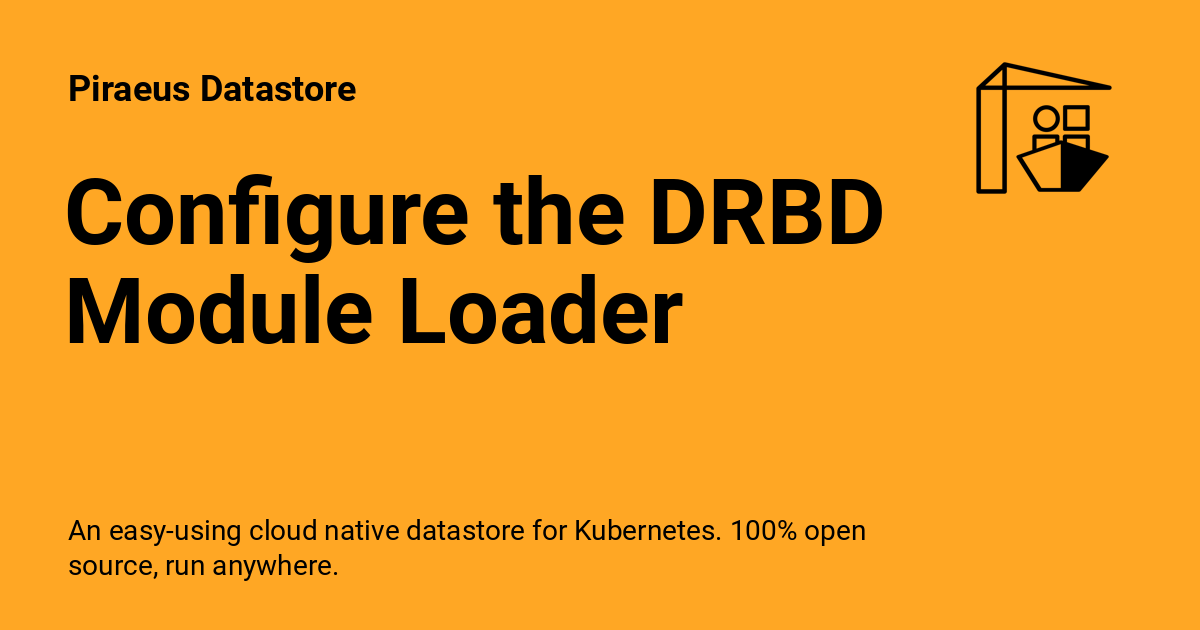 Piraeus Datastore
Configure the DRBD
Module Loader
An easy-using cloud native datastore for Kubernetes. 100% open
source, run anywhere.